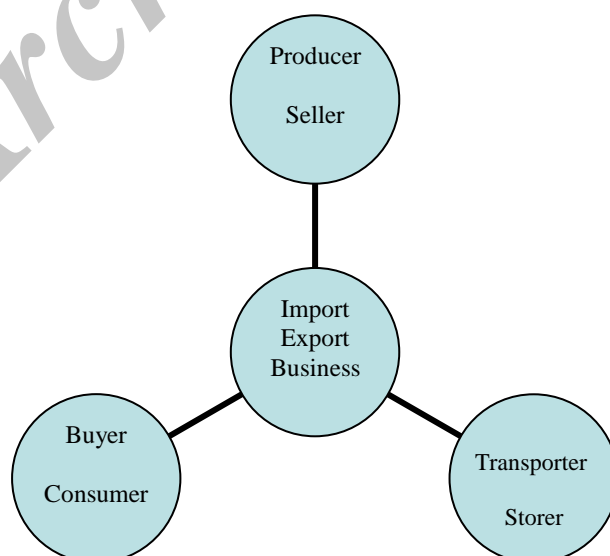 Producer
Seller
Import
Export
Business
Buyer
Consumer
Transporter
Storer